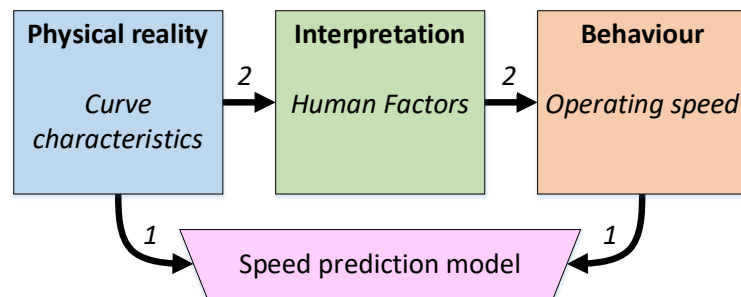 Physical reality
Interpretation
Behaviour
2
2
Curve
characteristics
Human Factors
Operating speed
1
1
Speed prediction model